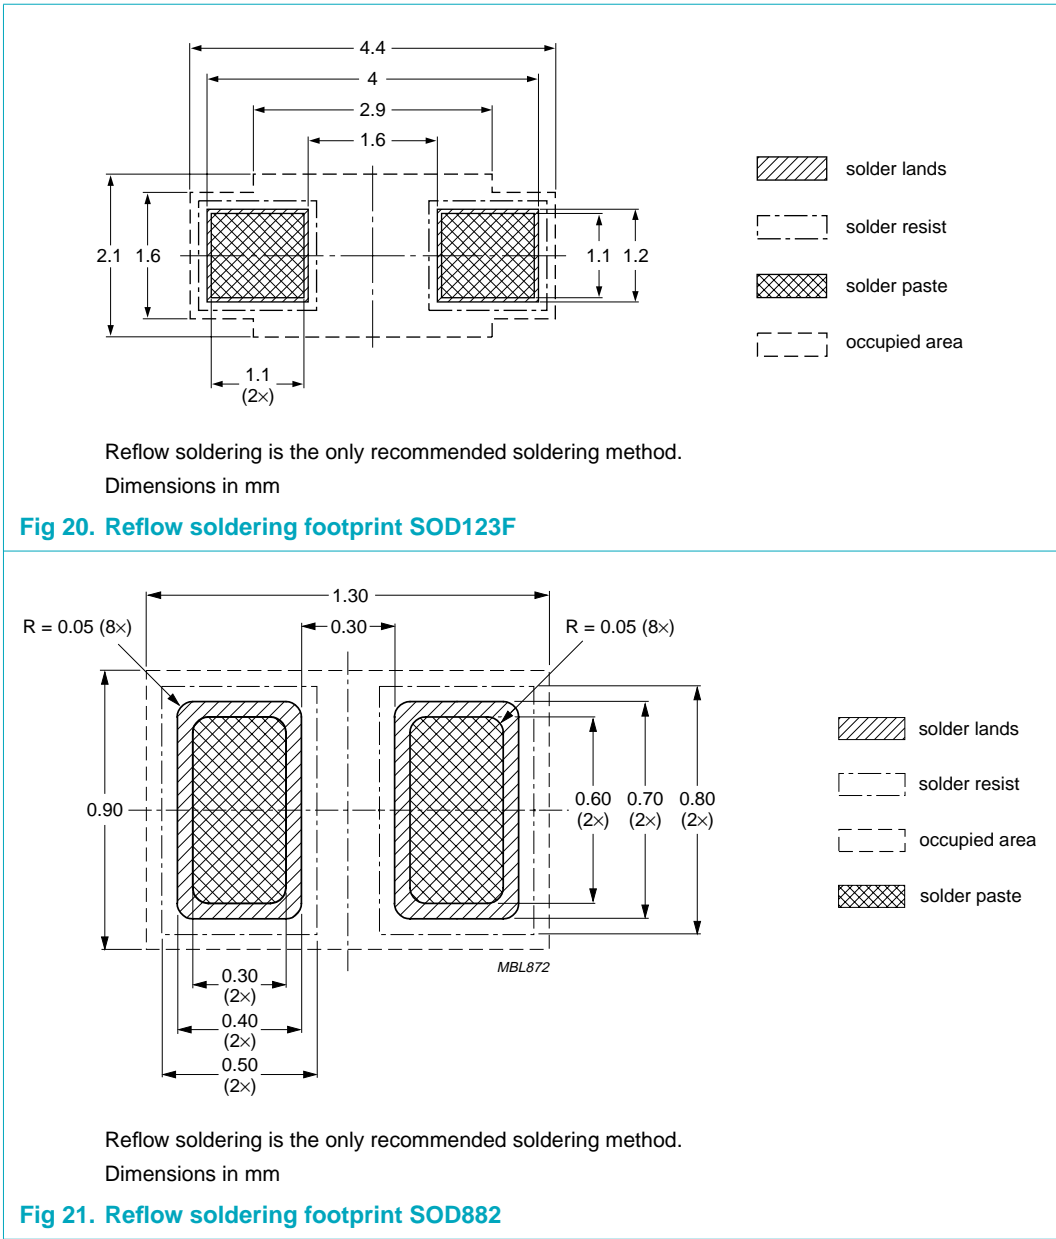 4.4
4
2.9
1.6
solder lands
solder resist
2.1 1.6
1.1 1.2
solder paste
occupied area
1.1
(2×)
Reflow soldering is the only recommended soldering method.
Dimensions in mm
Fig 20. Reflow soldering footprint SOD123F
1.30
R = 0.05 (8×)
0.30
R = 0.05 (8×)
solder lands
solder resist
0.90
0.60 0.70 0.80
(2×) (2×) (2×)
occupied area
solder paste
MBL872
0.30
(2×)
0.40
(2×)
0.50
(2×)
Reflow soldering is the only recommended soldering method.
Dimensions in mm
Fig 21. Reflow soldering footprint SOD882